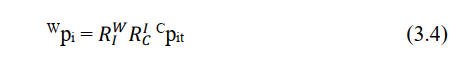 ᵂpᵢ = R_I^W R_C^I ᶜpᵢₜ (3.4)